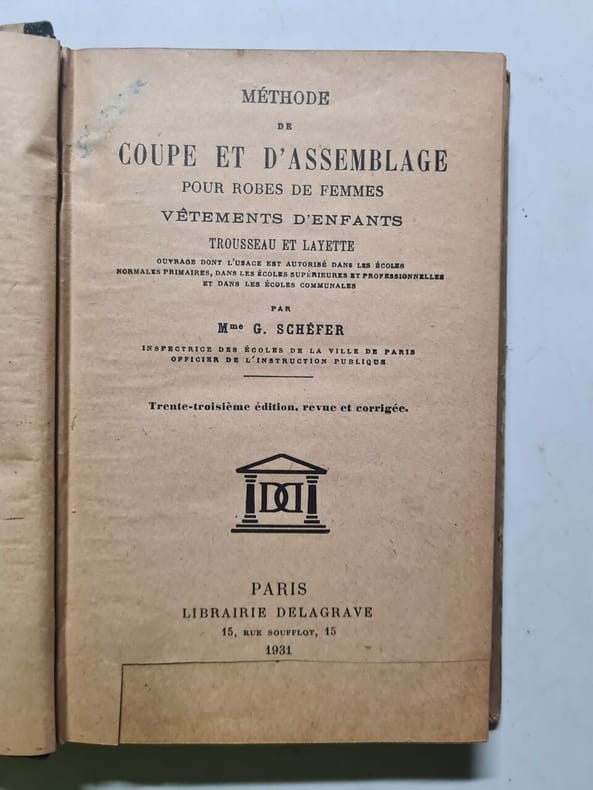 MÉTHODE
DE
COUPE ET D'ASSEMBLAGE
POUR ROBES DE FEMMES
VÊTEMENTS D'ENFANTS
TROUSSEAU ET LAYETTE
OUVRAGE DONT L'USAGE EST AUTORISÉ DANS LES ÉCOLES
NORMALES PRIMAIRES, DANS LES ÉCOLES SUPÉRIEURES ET PROFESSIONNELLES
ET DANS LES ÉCOLES COMMUNALES
PAR
Mme G. SCHÉFER
INSPECTRICE DES ÉCOLES DE LA VILLE DE PARIS
OFFICIER DE L'INSTRUCTION PUBLIQUE
Trente-troisième édition, revue et corrigée.
DD
PARIS
LIBRAIRIE DELAGRAVE
15, RUE SOUFFLOT, 15
1931